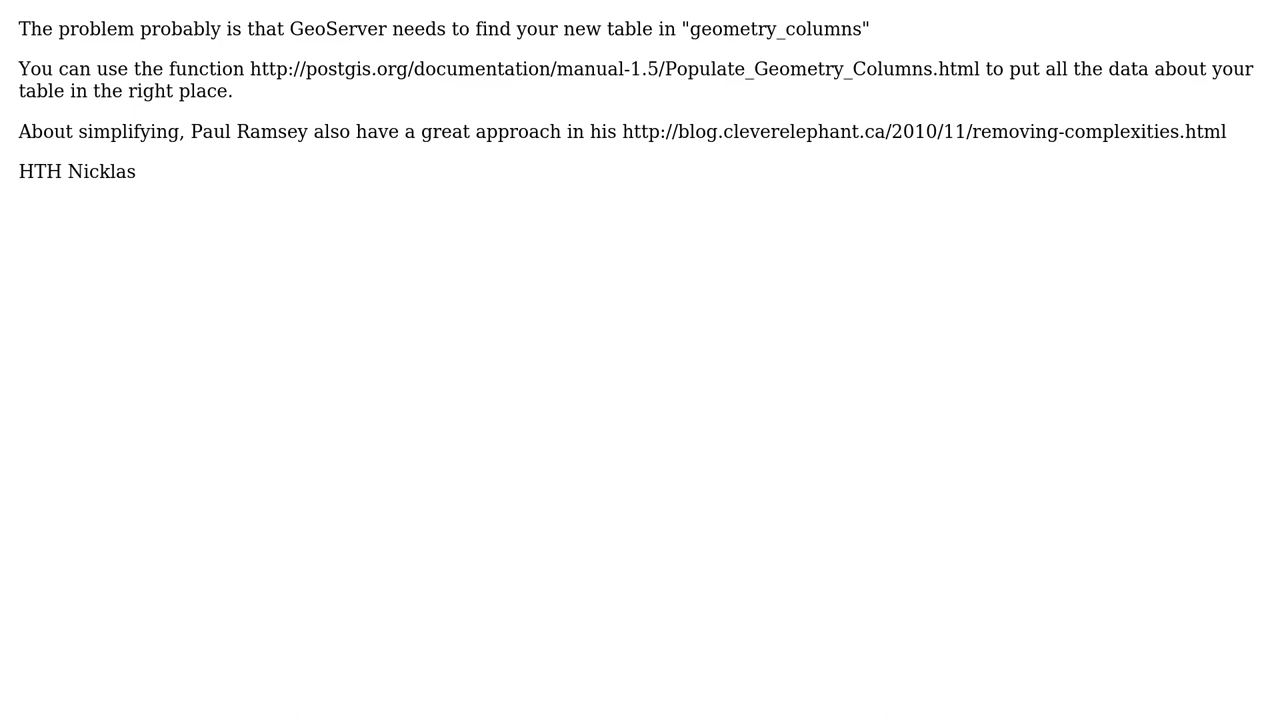 The problem probably is that GeoServer needs to find your new table in "geometry_columns"
You can use the function http://postgis.org/documentation/manual-1.5/Populate_Geometry_Columns.html to put all the data about your
table in the right place.
About simplifying, Paul Ramsey also have a great approach in his http://blog.cleverelephant.ca/2010/11/removing-complexities.html
HTH Nicklas